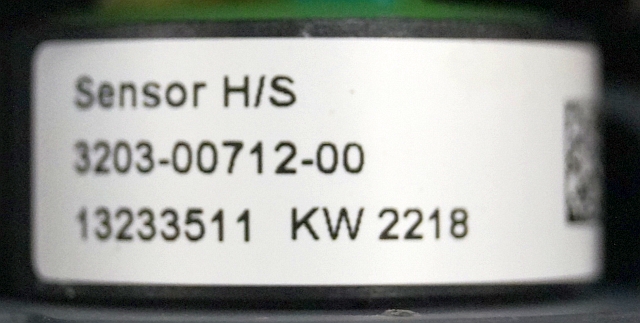 Sensor H/S
3203-00712-00
13233511 KW 2218